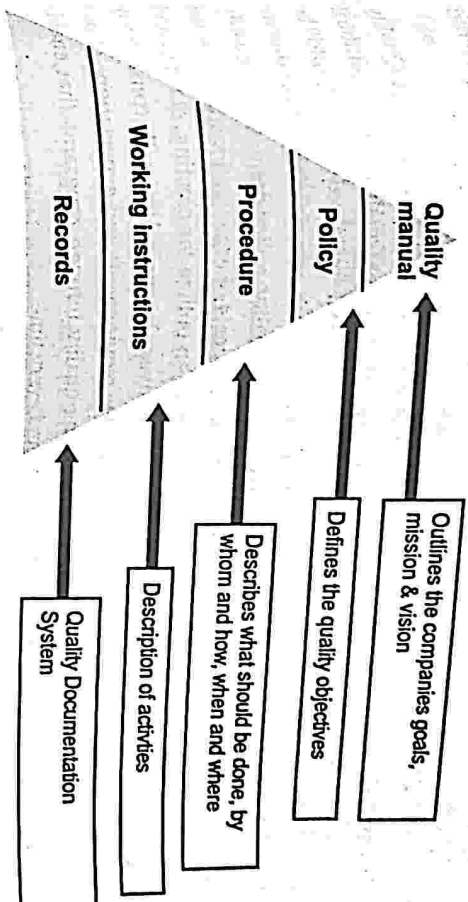 Quality
manual
Outlines the companies goals,
mission & vision
Policy
Defines the quality objectives
Procedure
Describes what should be done, by
whom and how, when and where
Working instructions
Description of activties
Records
Quality Documentation
System